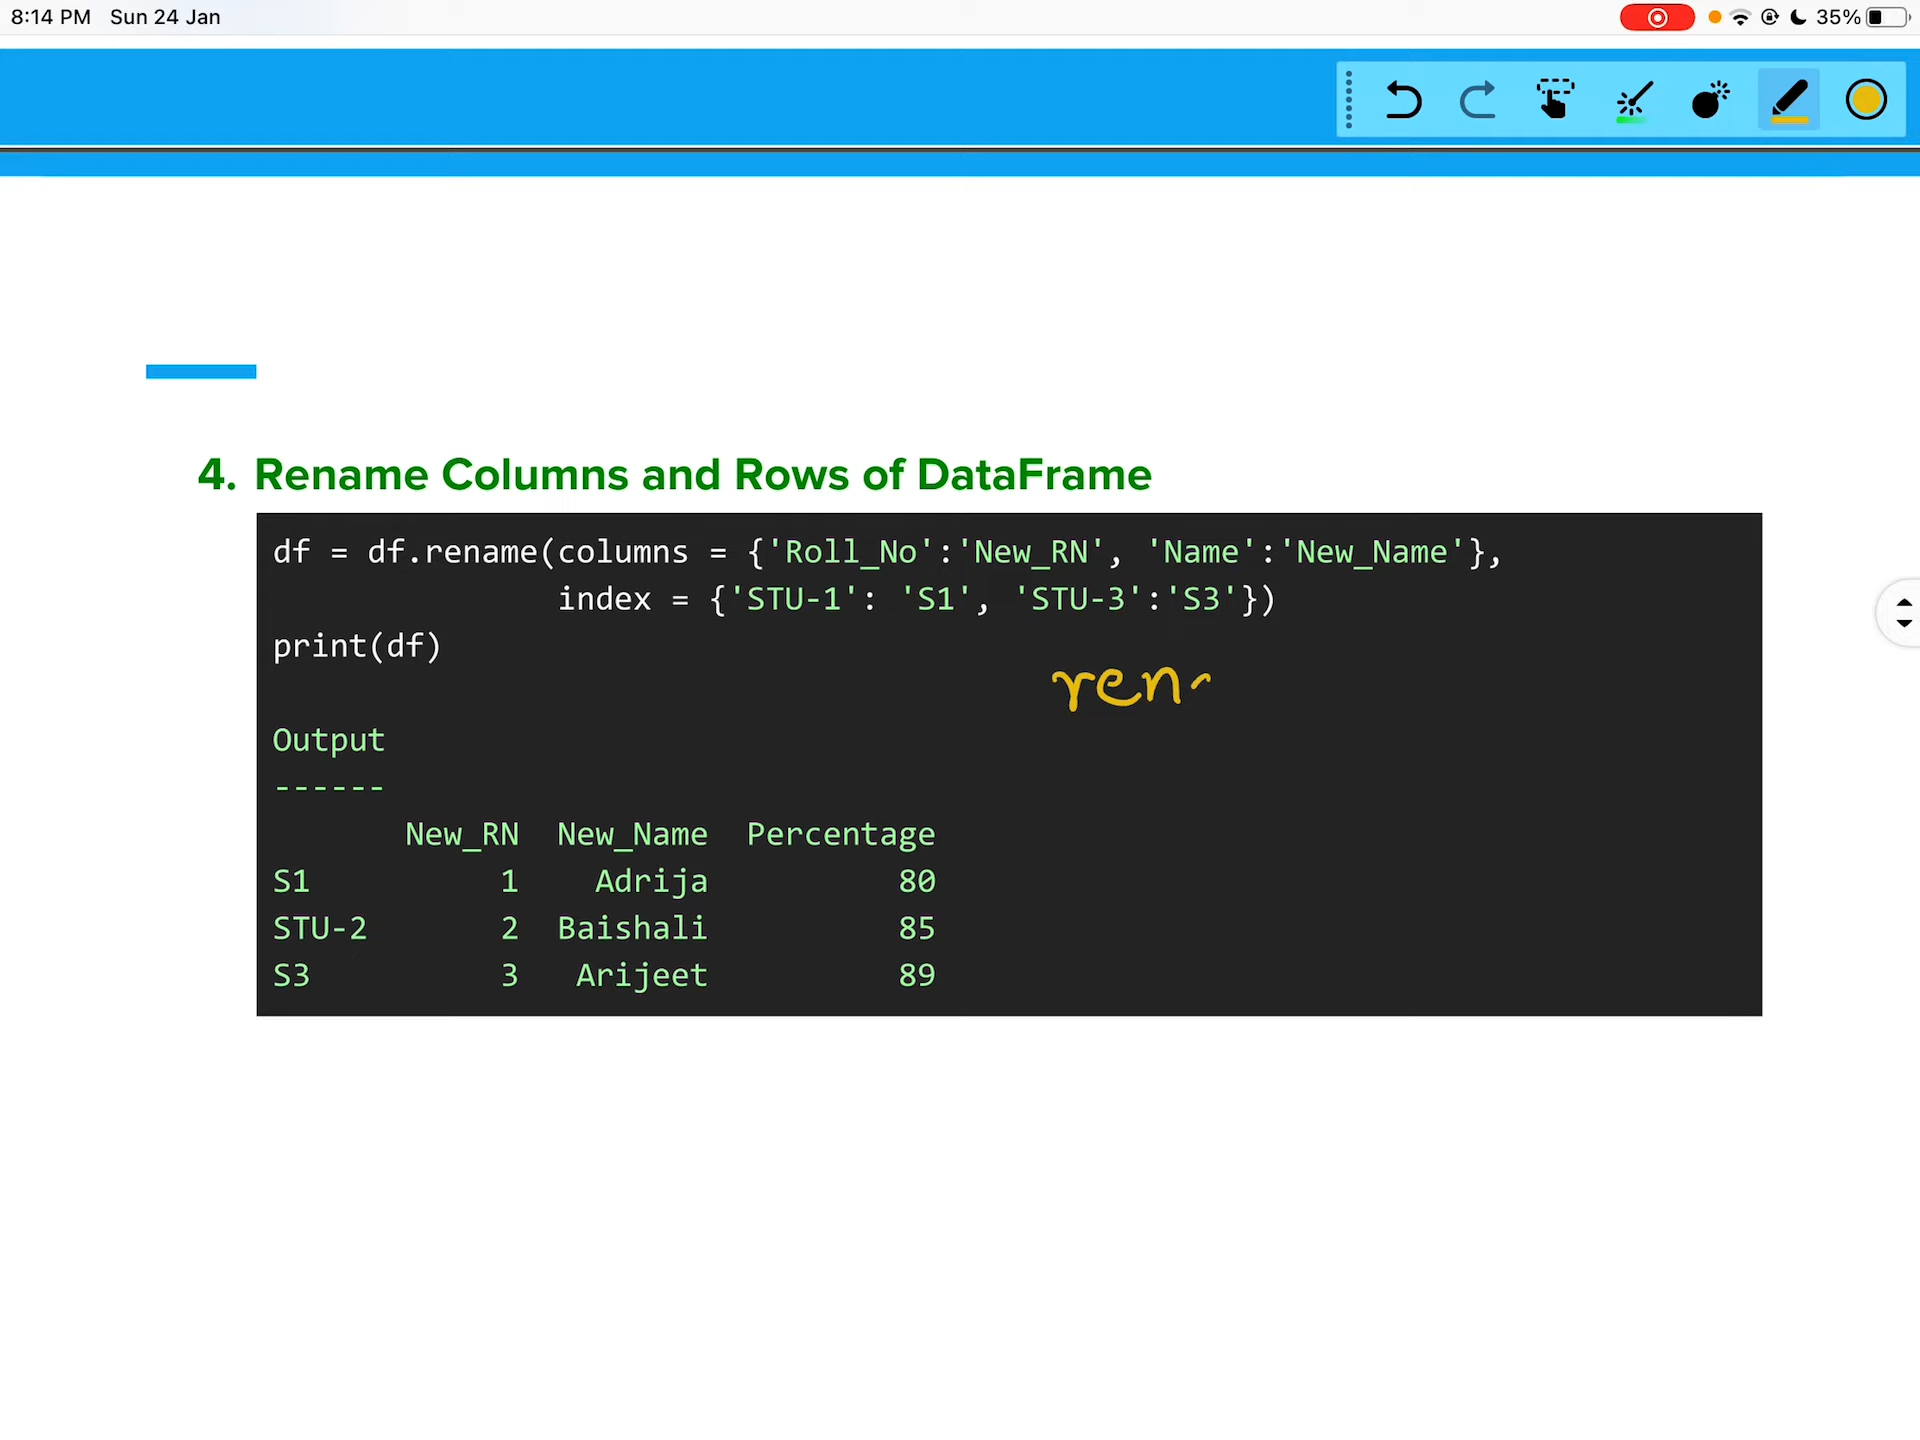 8:14 PM Sun 24 Jan
35%
4. Rename Columns and Rows of DataFrame
df = df.rename(columns = {'Roll_No':'New_RN', 'Name':'New_Name'},
index = {'STU-1': 'S1', 'STU-3':'S3'})
print(df)
ren
Output
------
New_RN New_Name Percentage
S1 1 Adrija 80
STU-2 2 Baishali 85
S3 3 Arijeet 89